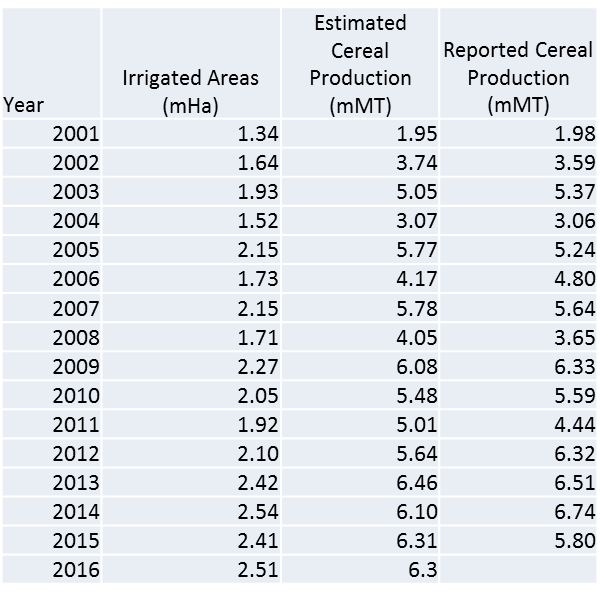 Year Irrigated Areas (mHa) Estimated Cereal Production (mMT) Reported Cereal Production (mMT)
2001 1.34 1.95 1.98
2002 1.64 3.74 3.59
2003 1.93 5.05 5.37
2004 1.52 3.07 3.06
2005 2.15 5.77 5.24
2006 1.73 4.17 4.80
2007 2.15 5.78 5.64
2008 1.71 4.05 3.65
2009 2.27 6.08 6.33
2010 2.05 5.48 5.59
2011 1.92 5.01 4.44
2012 2.10 5.64 6.32
2013 2.42 6.46 6.51
2014 2.54 6.10 6.74
2015 2.41 6.31 5.80
2016 2.51 6.3